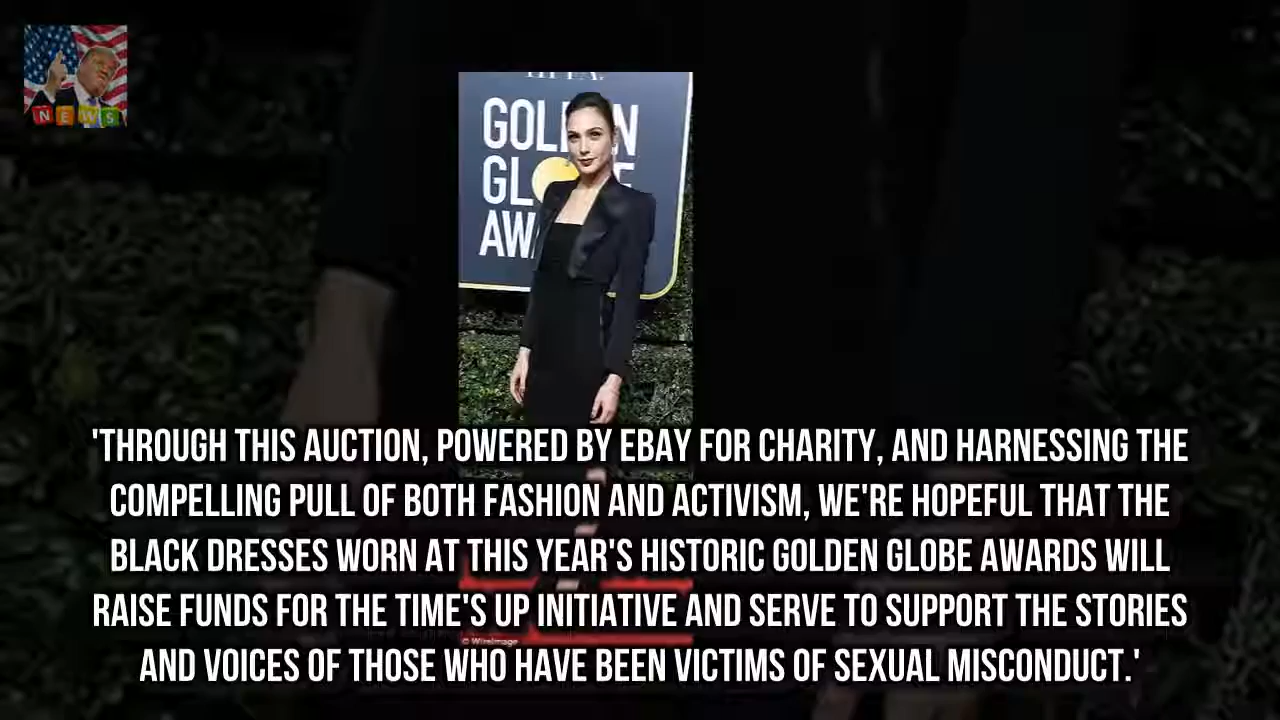 NEWS
H.F.P.A.
GOLDEN
GLOBE
AW
'THROUGH THIS AUCTION, POWERED BY EBAY FOR CHARITY, AND HARNESSING THE
COMPELLING PULL OF BOTH FASHION AND ACTIVISM, WE'RE HOPEFUL THAT THE
BLACK DRESSES WORN AT THIS YEAR'S HISTORIC GOLDEN GLOBE AWARDS WILL
RAISE FUNDS FOR THE TIME'S UP INITIATIVE AND SERVE TO SUPPORT THE STORIES
© WireImage
AND VOICES OF THOSE WHO HAVE BEEN VICTIMS OF SEXUAL MISCONDUCT.'